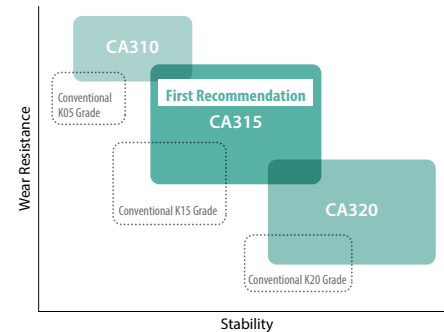 CA310
Conventional
K05 Grade
First Recommendation
CA315
Conventional K15 Grade
CA320
Conventional K20 Grade
Wear Resistance
Stability